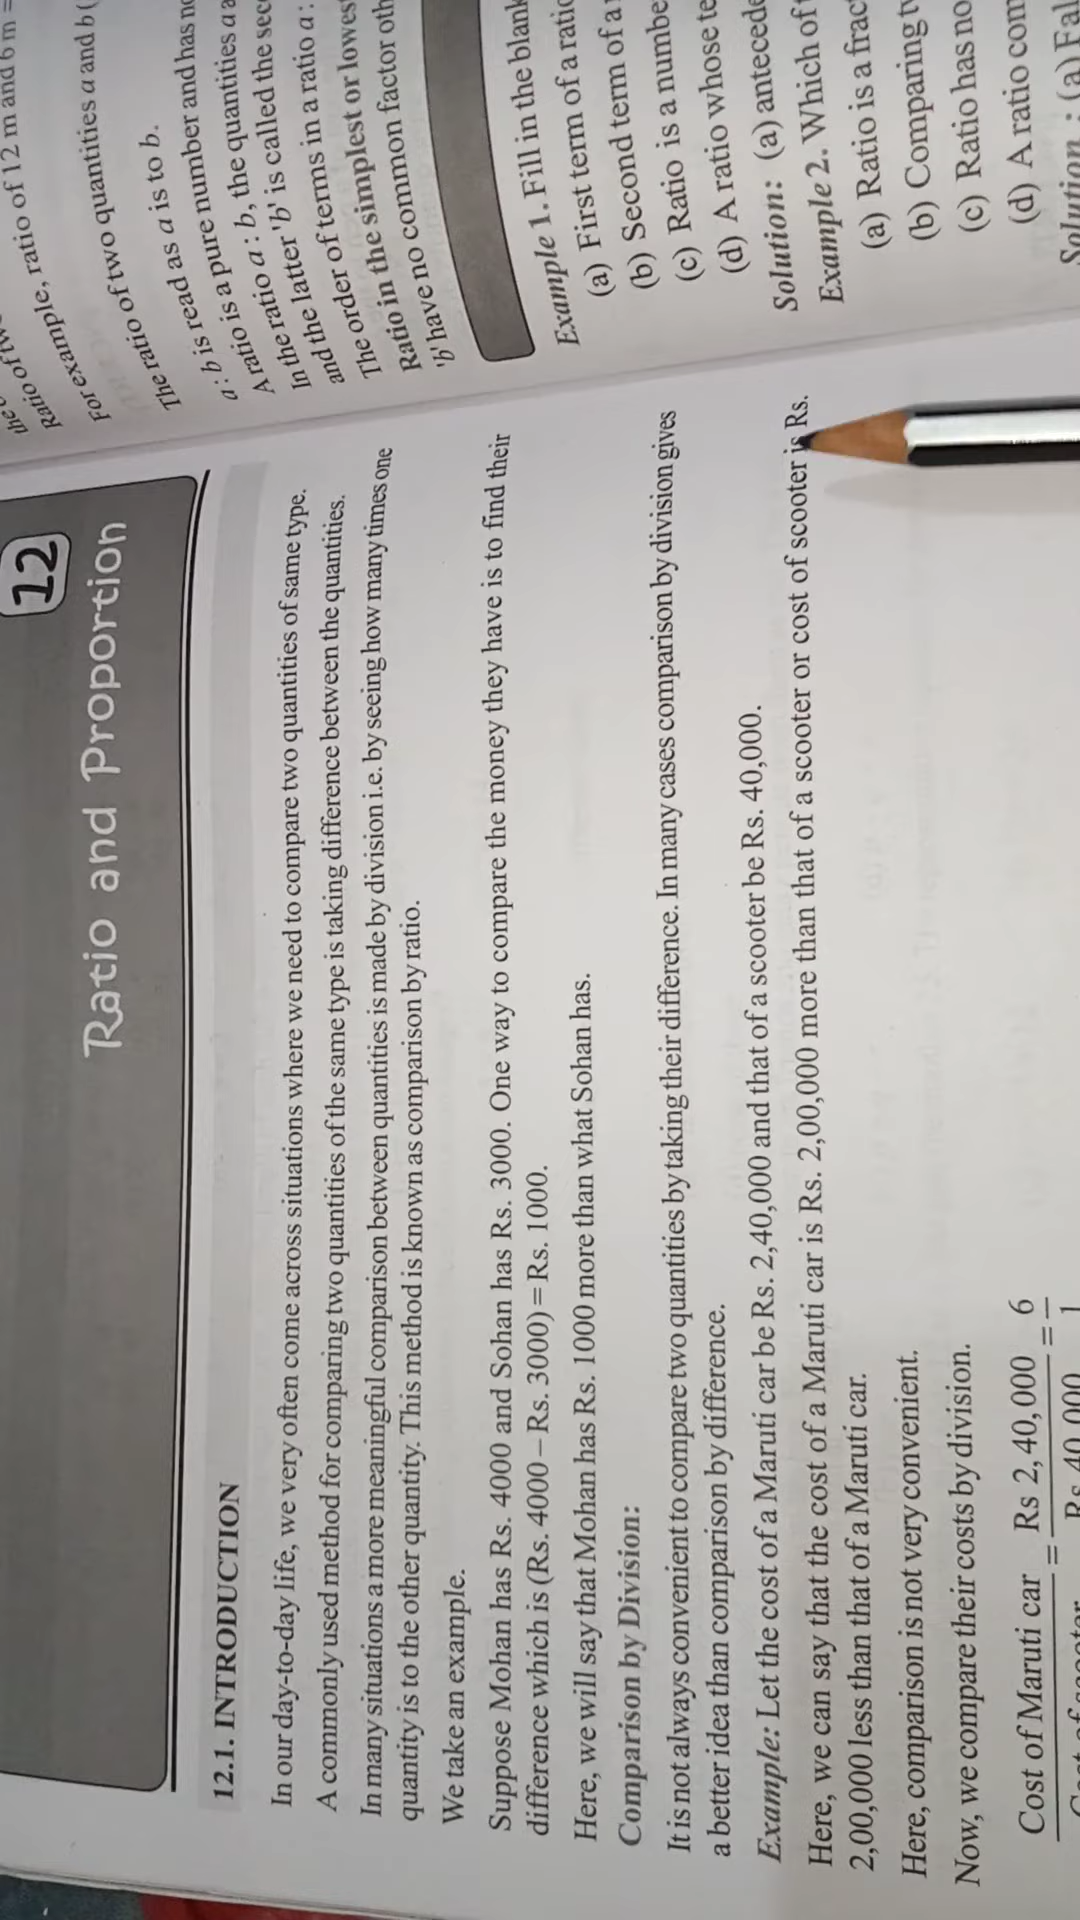 12
Ratio and Proportion
12.1. INTRODUCTION
In our day-to-day life, we very often come across situations where we need to compare two quantities of same type.
A commonly used method for comparing two quantities of the same type is taking difference between the quantities.
In many situations a more meaningful comparison between quantities is made by division i.e. by seeing how many times one
quantity is to the other quantity. This method is known as comparison by ratio.
We take an example.
Suppose Mohan has Rs. 4000 and Sohan has Rs. 3000. One way to compare the money they have is to find their
difference which is (Rs. 4000 – Rs. 3000) = Rs. 1000.
Here, we will say that Mohan has Rs. 1000 more than what Sohan has.
Comparison by Division:
It is not always convenient to compare two quantities by taking their difference. In many cases comparison by division gives
a better idea than comparison by difference.
Example: Let the cost of a Maruti car be Rs. 2,40,000 and that of a scooter be Rs. 40,000.
Here, we can say that the cost of a Maruti car is Rs. 2,00,000 more than that of a scooter or cost of scooter is Rs.
2,00,000 less than that of a Maruti car.
Here, comparison is not very convenient.
Now, we compare their costs by division.
Cost of Maruti car = Rs 2,40,000 = 6
Rs 40,000 1
Ratio of 12 m and 6 m =
For example, ratio of
For ratio of two quantities a and b (
The ratio of a is to b.
a : b is read as
A ratio is a pure number and has no
In the ratio a : b, the quantities a a
In the latter 'b' is called the sec
and the order of terms in a ratio a :
The order of
Ratio in the simplest or lowest
'b' have no common factor oth
Example 1. Fill in the blank
(a) First term of a ratio
(b) Second term of a
(c) Ratio is a numbe
(d) A ratio whose te
Solution: (a) antecede
Example 2. Which of
(a) Ratio is a frac
(b) Comparing
(c) Ratio has no
(d) A ratio com
Solution : (a) Fal